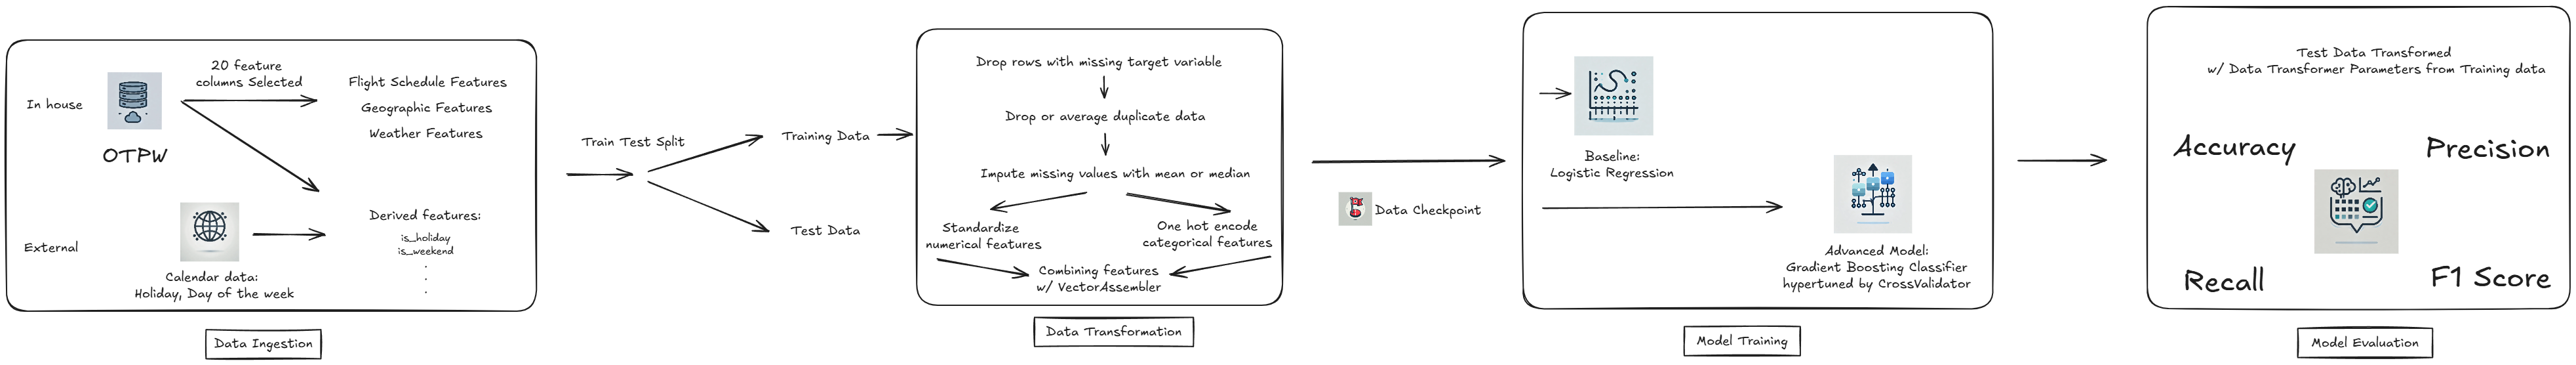 In house
OTPW
20 feature
columns Selected
Flight Schedule Features
Geographic Features
Weather Features
External
Calendar data:
Holiday, Day of the week
Derived features:
is_holiday
is_weekend
.
.
.
Data Ingestion
Train Test Split
Training Data
Test Data
Drop rows with missing target variable
Drop or average duplicate data
Impute missing values with mean or median
Standardize
numerical features
One hot encode
categorical features
Combining features
w/ VectorAssembler
Data Transformation
Data Checkpoint
Baseline:
Logistic Regression
Advanced Model:
Gradient Boosting Classifier
hypertuned by CrossValidator
Model Training
Test Data Transformed
w/ Data Transformer Parameters from Training data
Accuracy
Precision
Recall
F1 Score
Model Evaluation